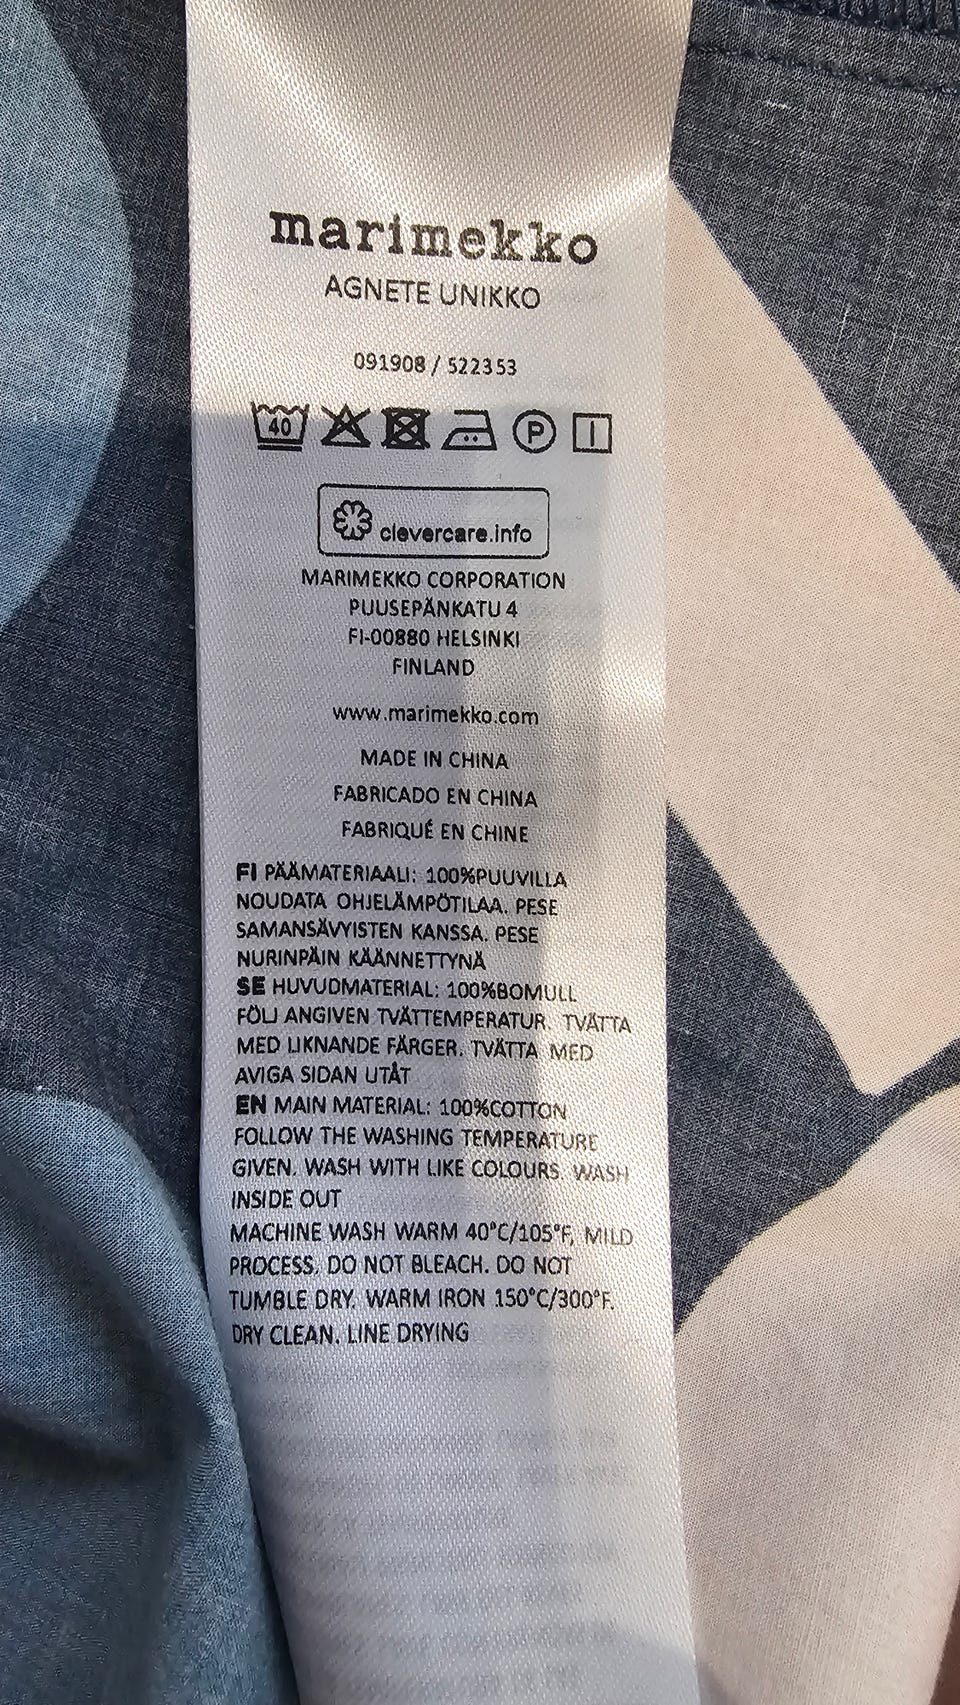 marimekko
AGNETE UNIKKO
091908 / 522353
40 P
clevercare.info
MARIMEKKO CORPORATION
PUUSEPÄNKATU 4
FI-00880 HELSINKI
FINLAND
www.marimekko.com
MADE IN CHINA
FABRICADO EN CHINA
FABRIQUÉ EN CHINE
FI PÄÄMATERIAALI: 100%PUUVILLA
NOUDATA OHJELÄMPÖTILAA. PESE
SAMANSÄVYISTEN KANSSA. PESE
NURINPÄIN KÄÄNNETTYNÄ
SE HUVUDMATERIAL: 100%BOMULL
FÖLJ ANGIVEN TVÄTTEMPERATUR. TVÄTTA
MED LIKNANDE FÄRGER. TVÄTTA MED
AVIGA SIDAN UTÅT
EN MAIN MATERIAL: 100%COTTON
FOLLOW THE WASHING TEMPERATURE
GIVEN. WASH WITH LIKE COLOURS. WASH
INSIDE OUT
MACHINE WASH WARM 40°C/105°F, MILD
PROCESS. DO NOT BLEACH. DO NOT
TUMBLE DRY. WARM IRON 150°C/300°F.
DRY CLEAN. LINE DRYING